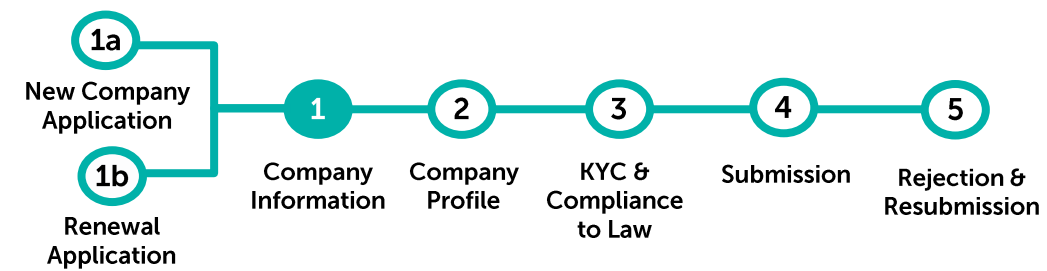 1a
New Company
Application
1b
Renewal
Application
1
Company
Information
2
Company
Profile
3
KYC &
Compliance
to Law
4
Submission
5
Rejection &
Resubmission